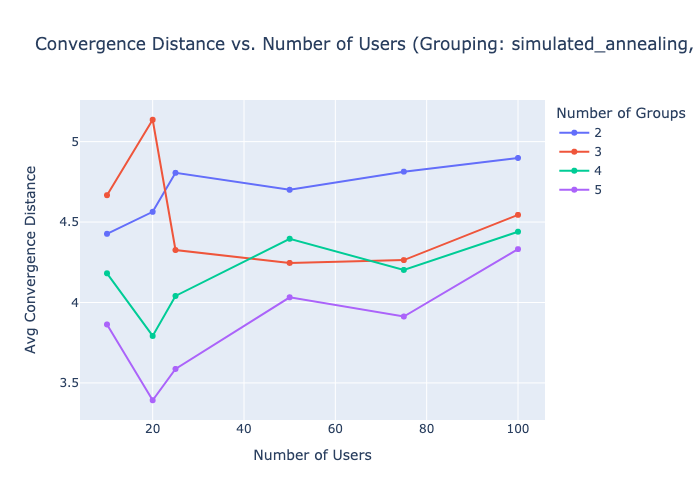 Convergence Distance vs. Number of Users (Grouping: simulated_annealing,
Number of Groups
2
3
4
5
Avg Convergence Distance
5
4.5
4
3.5
20 40 60 80 100
Number of Users